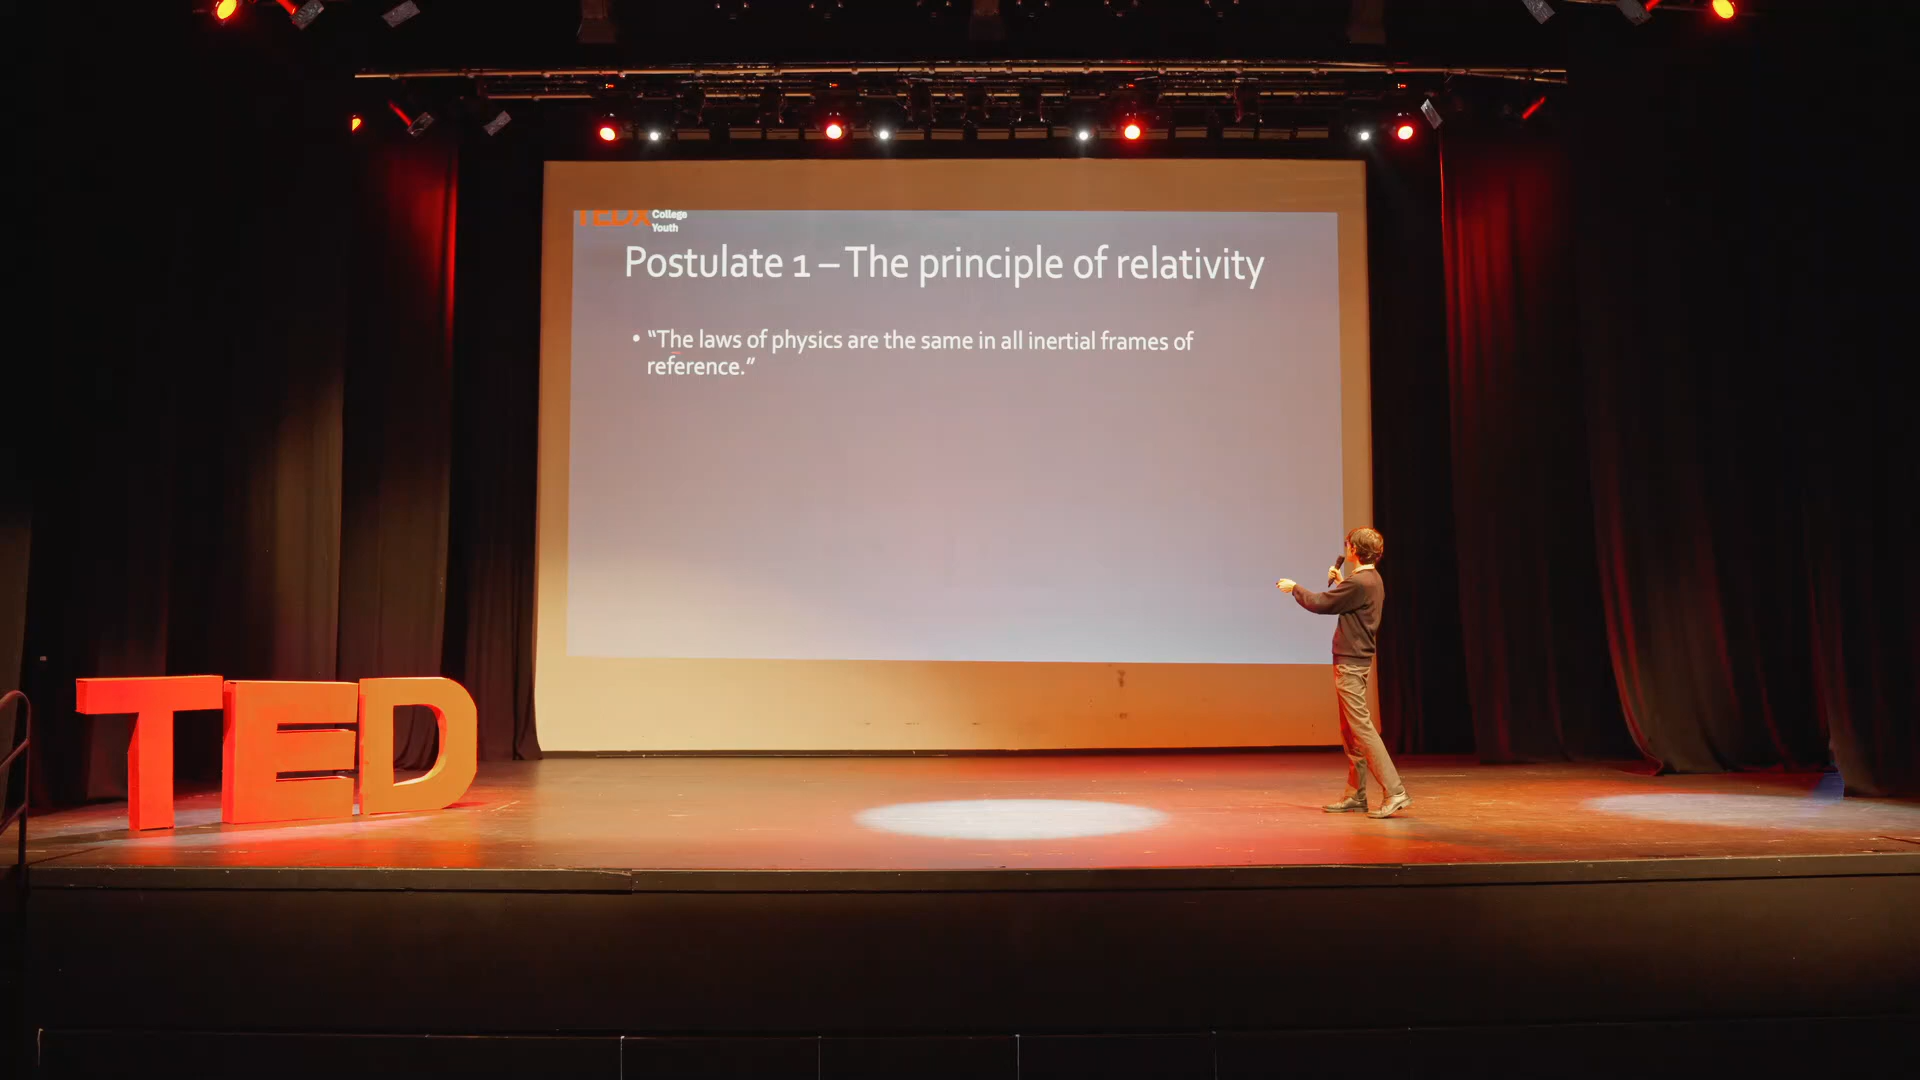 TEDx College
Youth
Postulate 1 – The principle of relativity
• “The laws of physics are the same in all inertial frames of
reference.”
TED